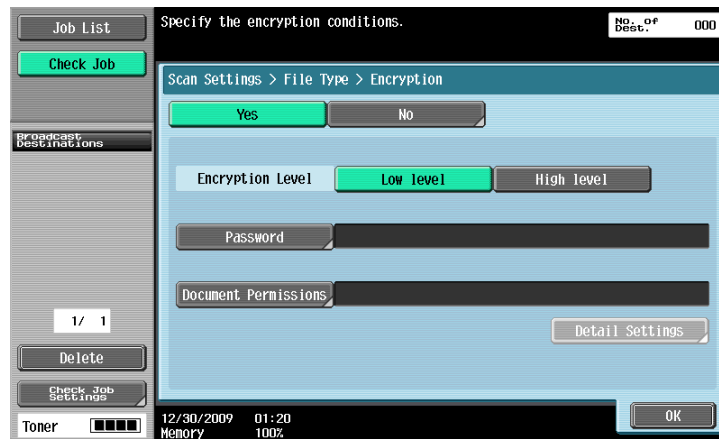 Job List
Specify the encryption conditions.
No. of
Dest.
000
Check Job
Scan Settings > File Type > Encryption
Yes
No
Broadcast
Destinations
Encryption Level
Low level
High level
Password
Document Permissions
1/ 1
Detail Settings
Delete
Check Job
Settings
OK
Toner
12/30/2009 01:20
Memory 100%